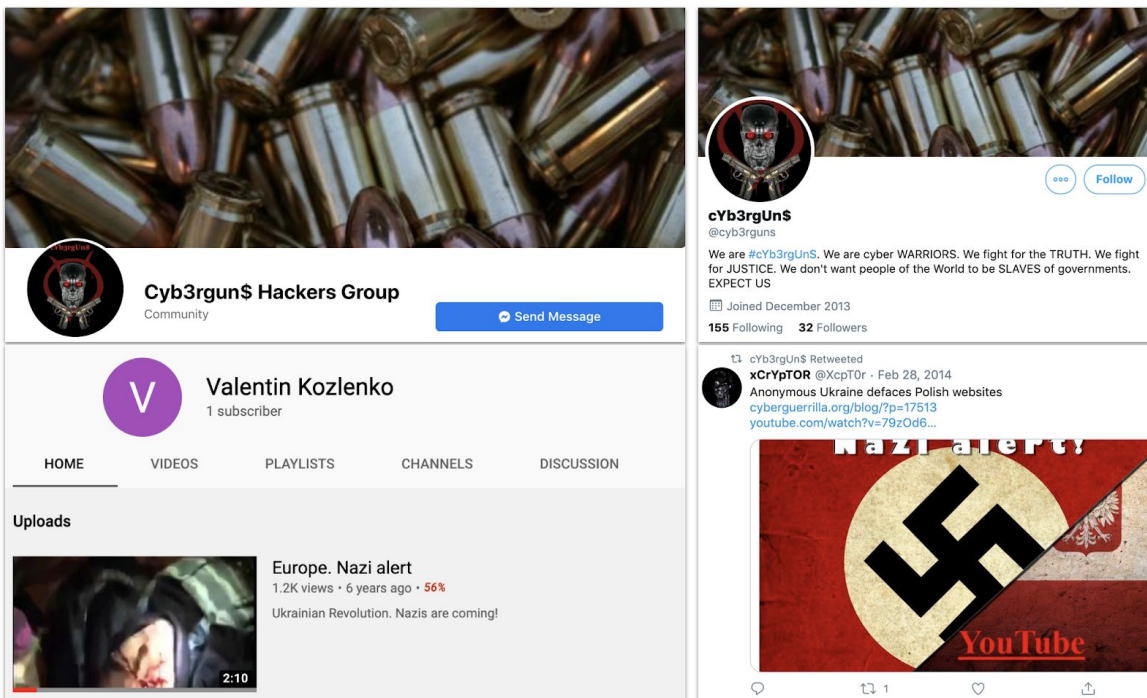 cYb3rgUn$
Cyb3rgun$ Hackers Group
Community
Send Message
cYb3rgUn$
@cyb3rguns
Follow
We are #cYb3rgUnS. We are cyber WARRIORS. We fight for the TRUTH. We fight
for JUSTICE. We don't want people of the World to be SLAVES of governments.
EXPECT US
Joined December 2013
155 Following 32 Followers
V
Valentin Kozlenko
1 subscriber
HOME VIDEOS PLAYLISTS CHANNELS DISCUSSION
Uploads
Europe. Nazi alert
1.2K views • 6 years ago • 56%
Ukrainian Revolution. Nazis are coming!
2:10
cYb3rgUn$ Retweeted
xCrYpTOR @XcpT0r · Feb 28, 2014
Anonymous Ukraine defaces Polish websites
cyberguerrilla.org/blog/?p=17513
youtube.com/watch?v=79zOd6...
Nazi alert!
YouTube
1